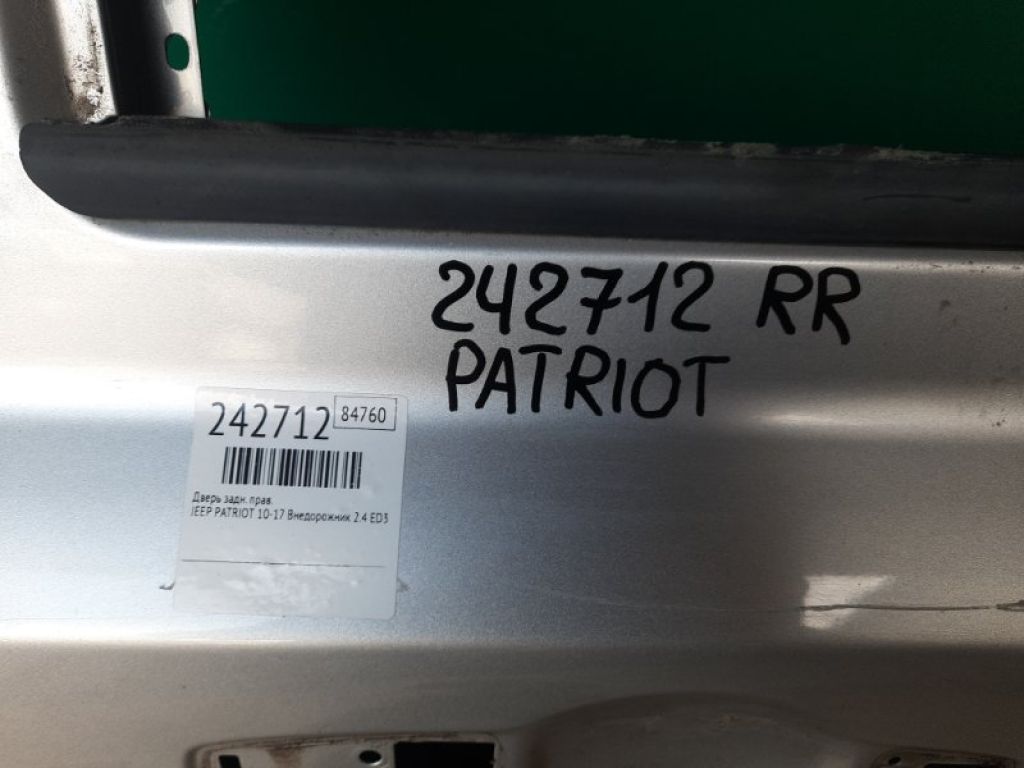 242712 RR
PATRIOT
242712 84760
Дверь задн. прав.
JEEP PATRIOT 10-17 Внедорожник 2.4 ED3